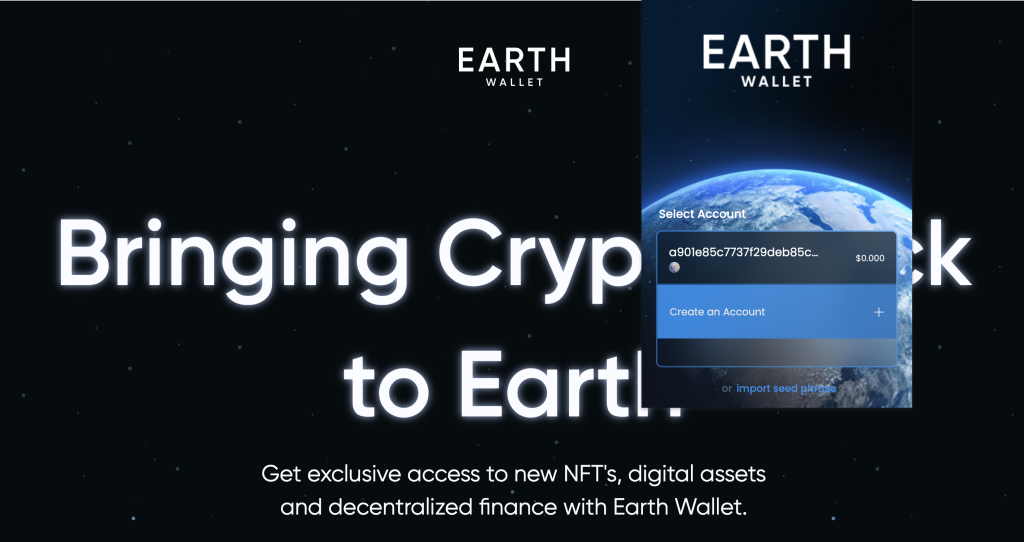 EARTH
WALLET
Bringing Cryp ck
to Earth
Get exclusive access to new NFT's, digital assets
and decentralized finance with Earth Wallet.
EARTH
WALLET
Select Account
a901e85c7737f29deb85c...
$0.000
Create an Account +
or import seed phrase